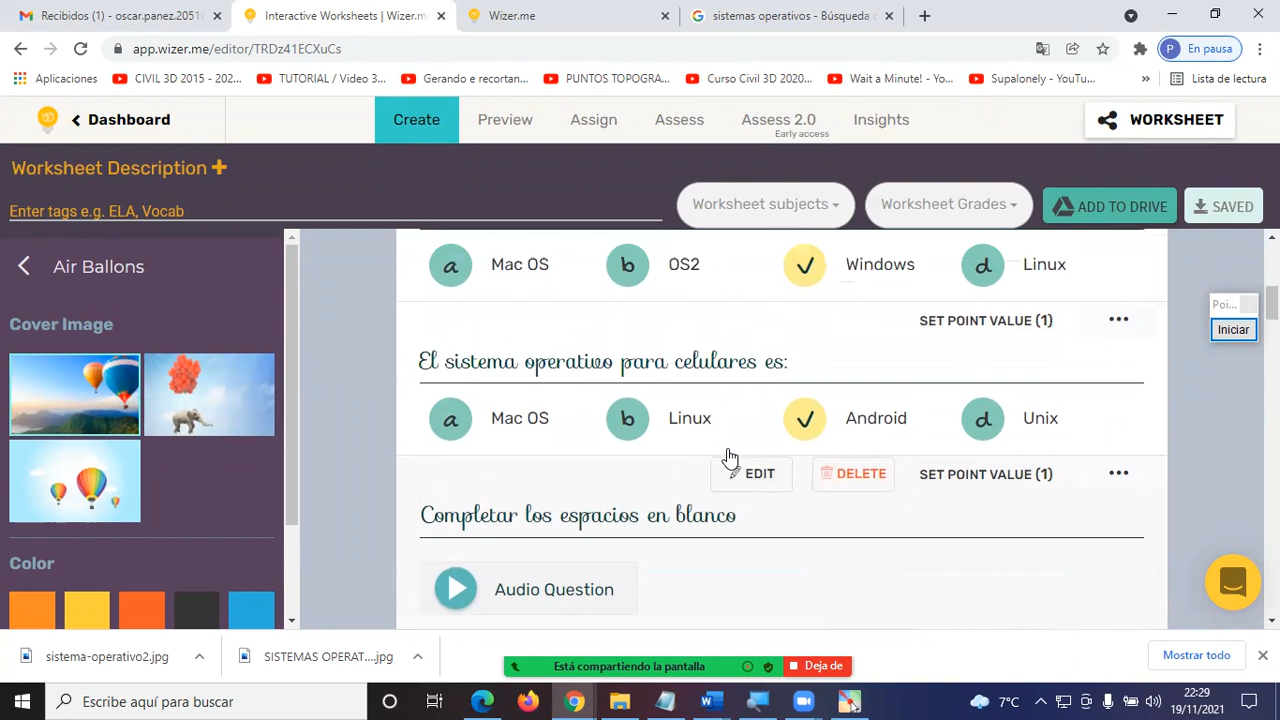 Recibidos (1) - oscar.panez.2051@
Interactive Worksheets | Wizer.m
Wizer.me
sistemas operativos - Búsqueda d
app.wizer.me/editor/TRDz41ECXuCs
En pausa
Aplicaciones
CIVIL 3D 2015 - 202...
TUTORIAL / Video 3...
Gerando e recortan...
PUNTOS TOPOGRA...
Curso Civil 3D 2020...
Wait a Minute! - Yo...
Supalonely - YouTu...
»
Lista de lectura
Dashboard
Create
Preview
Assign
Assess
Assess 2.0
Early access
Insights
WORKSHEET
Worksheet Description +
Enter tags e.g. ELA, Vocab
Worksheet subjects
Worksheet Grades
ADD TO DRIVE
SAVED
Air Ballons
Cover Image
Color
a Mac OS b OS2 Windows d Linux
SET POINT VALUE (1)
El sistema operativo para celulares es:
a Mac OS b Linux Android d Unix
EDIT DELETE SET POINT VALUE (1)
Completar los espacios en blanco
Audio Question
Poi...
Iniciar
sistema-operativo2.jpg
SISTEMAS OPERAT....jpg
Mostrar todo
Está compartiendo la pantalla
Deja de
Escribe aquí para buscar
7°C
22:29
19/11/2021